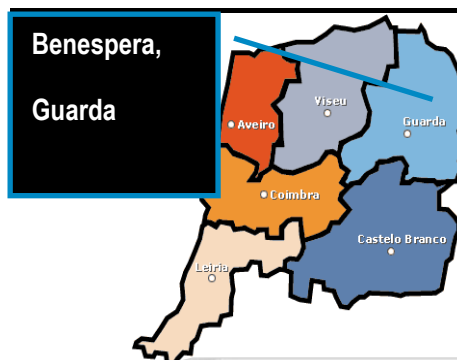 Benespera,
Guarda
Viseu
Aveiro
Guarda
Coimbra
Castelo Branco
Leiria